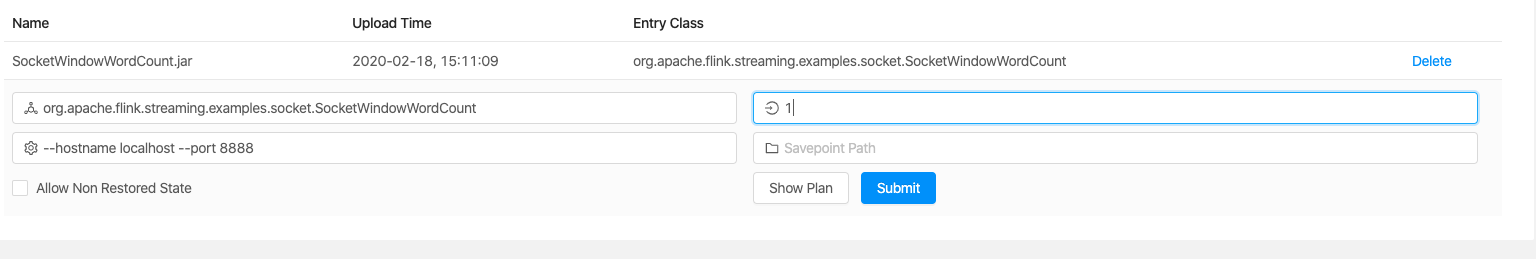 Name Upload Time Entry Class
SocketWindowWordCount.jar 2020-02-18, 15:11:09 org.apache.flink.streaming.examples.socket.SocketWindowWordCount Delete
org.apache.flink.streaming.examples.socket.SocketWindowWordCount 1
--hostname localhost --port 8888 Savepoint Path
Allow Non Restored State Show Plan Submit